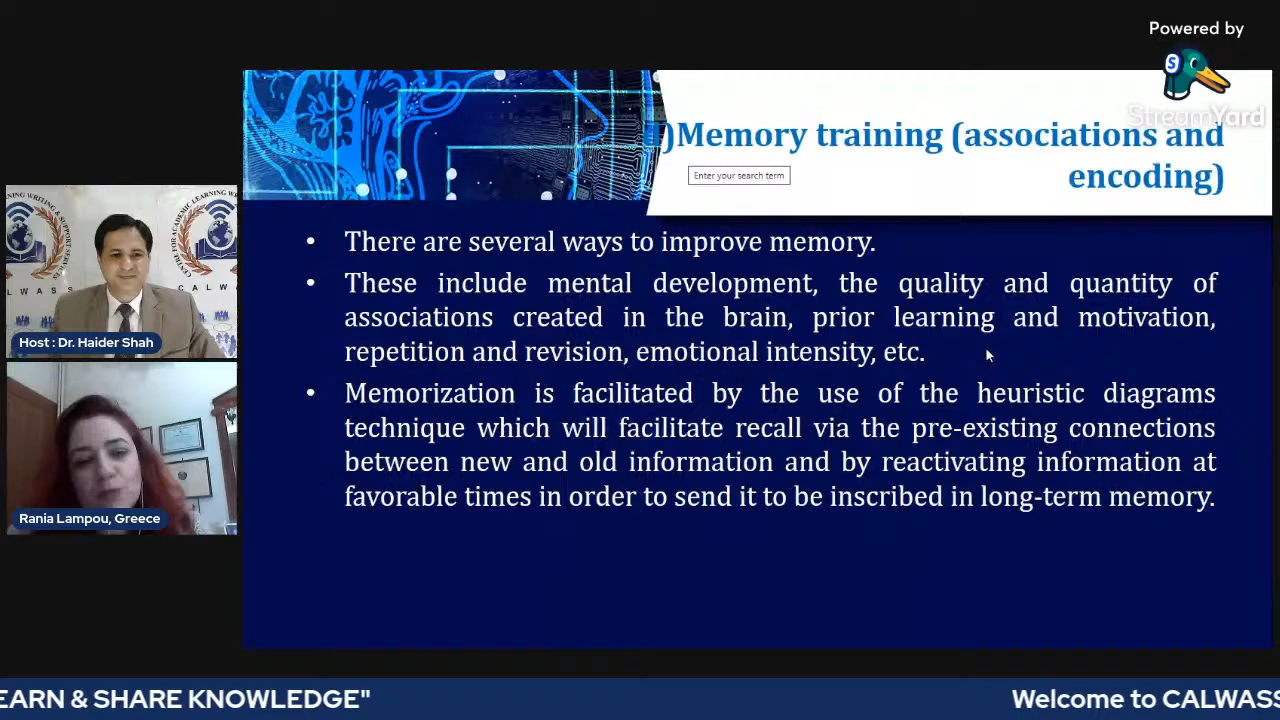 Powered by
StreamYard
)Memory training (associations and
encoding)
Enter your search term
• There are several ways to improve memory.
• These include mental development, the quality and quantity of
associations created in the brain, prior learning and motivation,
repetition and revision, emotional intensity, etc.
• Memorization is facilitated by the use of the heuristic diagrams
technique which will facilitate recall via the pre-existing connections
between new and old information and by reactivating information at
favorable times in order to send it to be inscribed in long-term memory.
Host : Dr. Haider Shah
Rania Lampou, Greece
EARN & SHARE KNOWLEDGE"
Welcome to CALWASS